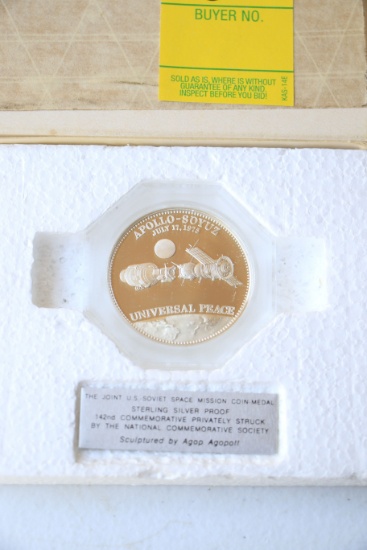 BUYER NO.
SOLD AS IS, WHERE IS WITHOUT
GUARANTEE OF ANY KIND.
INSPECT BEFORE YOU BID!
KAS-14E
APOLLO-SOYUZ
JULY 17, 1975
UNIVERSAL PEACE
THE JOINT U.S. SOVIET SPACE MISSION COIN-MEDAL
STERLING SILVER PROOF
142nd COMMEMORATIVE PRIVATELY STRUCK
BY THE NATIONAL COMMEMORATIVE SOCIETY
Sculptured by Agop Agopoff